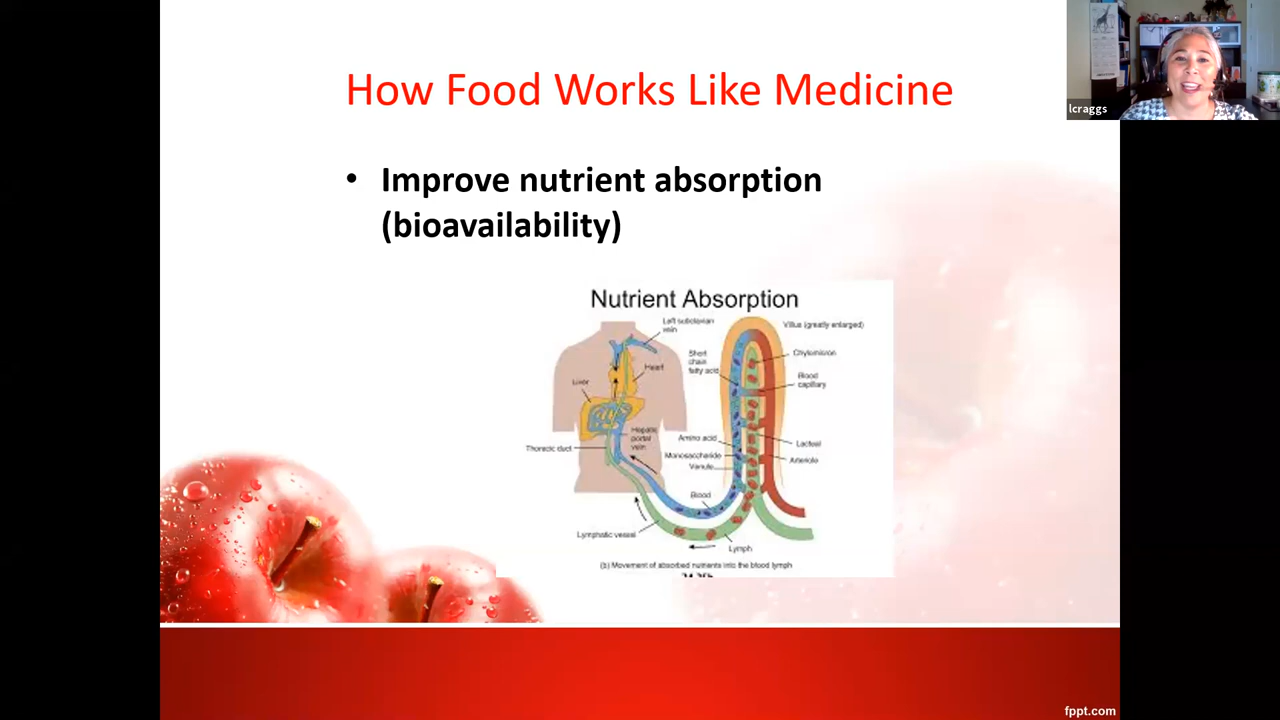 How Food Works Like Medicine
lcraggs
• Improve nutrient absorption
(bioavailability)
Nutrient Absorption
Left subclavian
vein
Heart
Liver
Hepatic
portal
vein
Thoracic duct
Lymphatic vessel
Villus (greatly enlarged)
Short
chain
fatty acid
Chylomicron
Blood
capillary
Amino acid
Monosaccharide
Venule
Lacteal
Arteriole
Blood
Lymph
(b) Movement of absorbed nutrients into the blood lymph
fppt.com